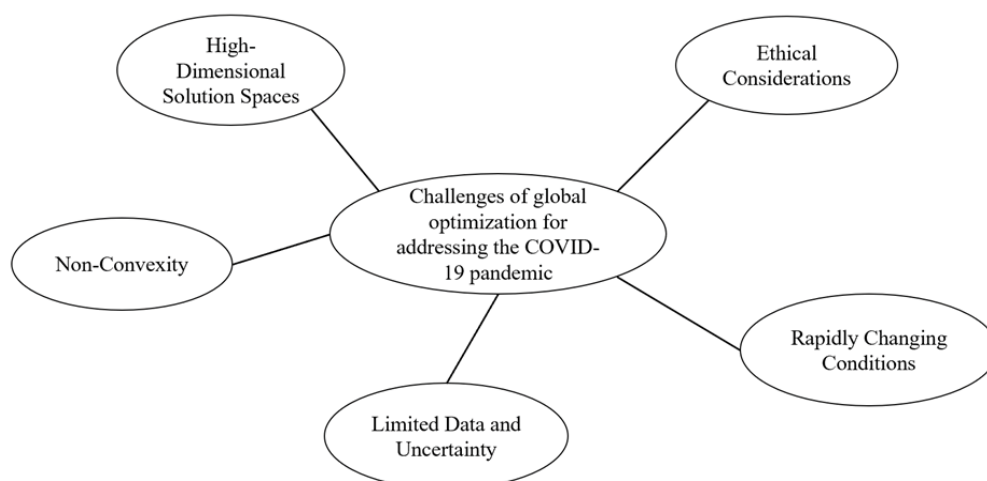 High-
Dimensional
Solution Spaces
Ethical
Considerations
Challenges of global
optimization for
addressing the COVID-
19 pandemic
Non-Convexity
Rapidly Changing
Conditions
Limited Data and
Uncertainty